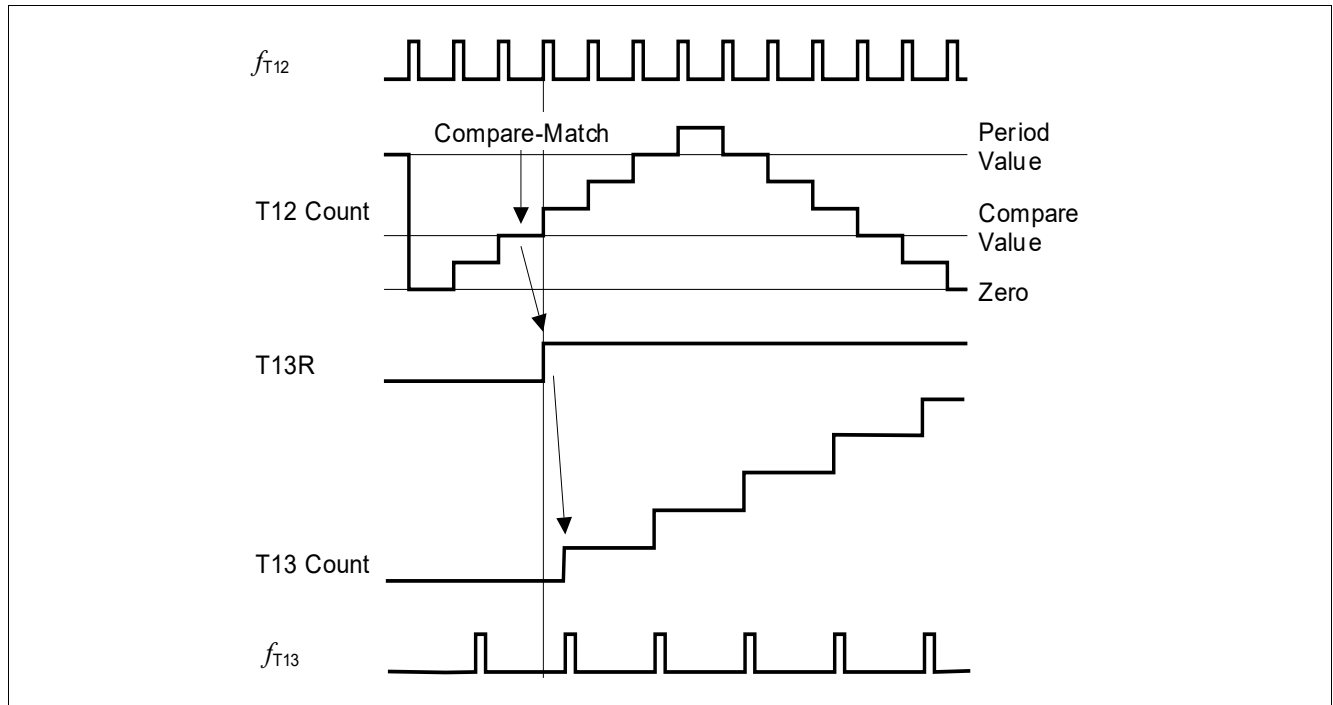 fT12
Compare-Match
Period
Value
T12 Count
Compare
Value
Zero
T13R
T13 Count
fT13